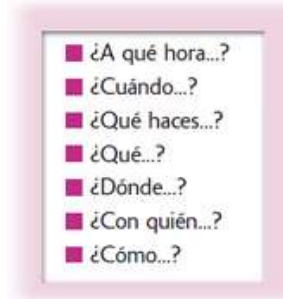 ¿A qué hora...?
¿Cuándo...?
¿Qué haces...?
¿Qué...?
¿Dónde...?
¿Con quién...?
¿Cómo...?